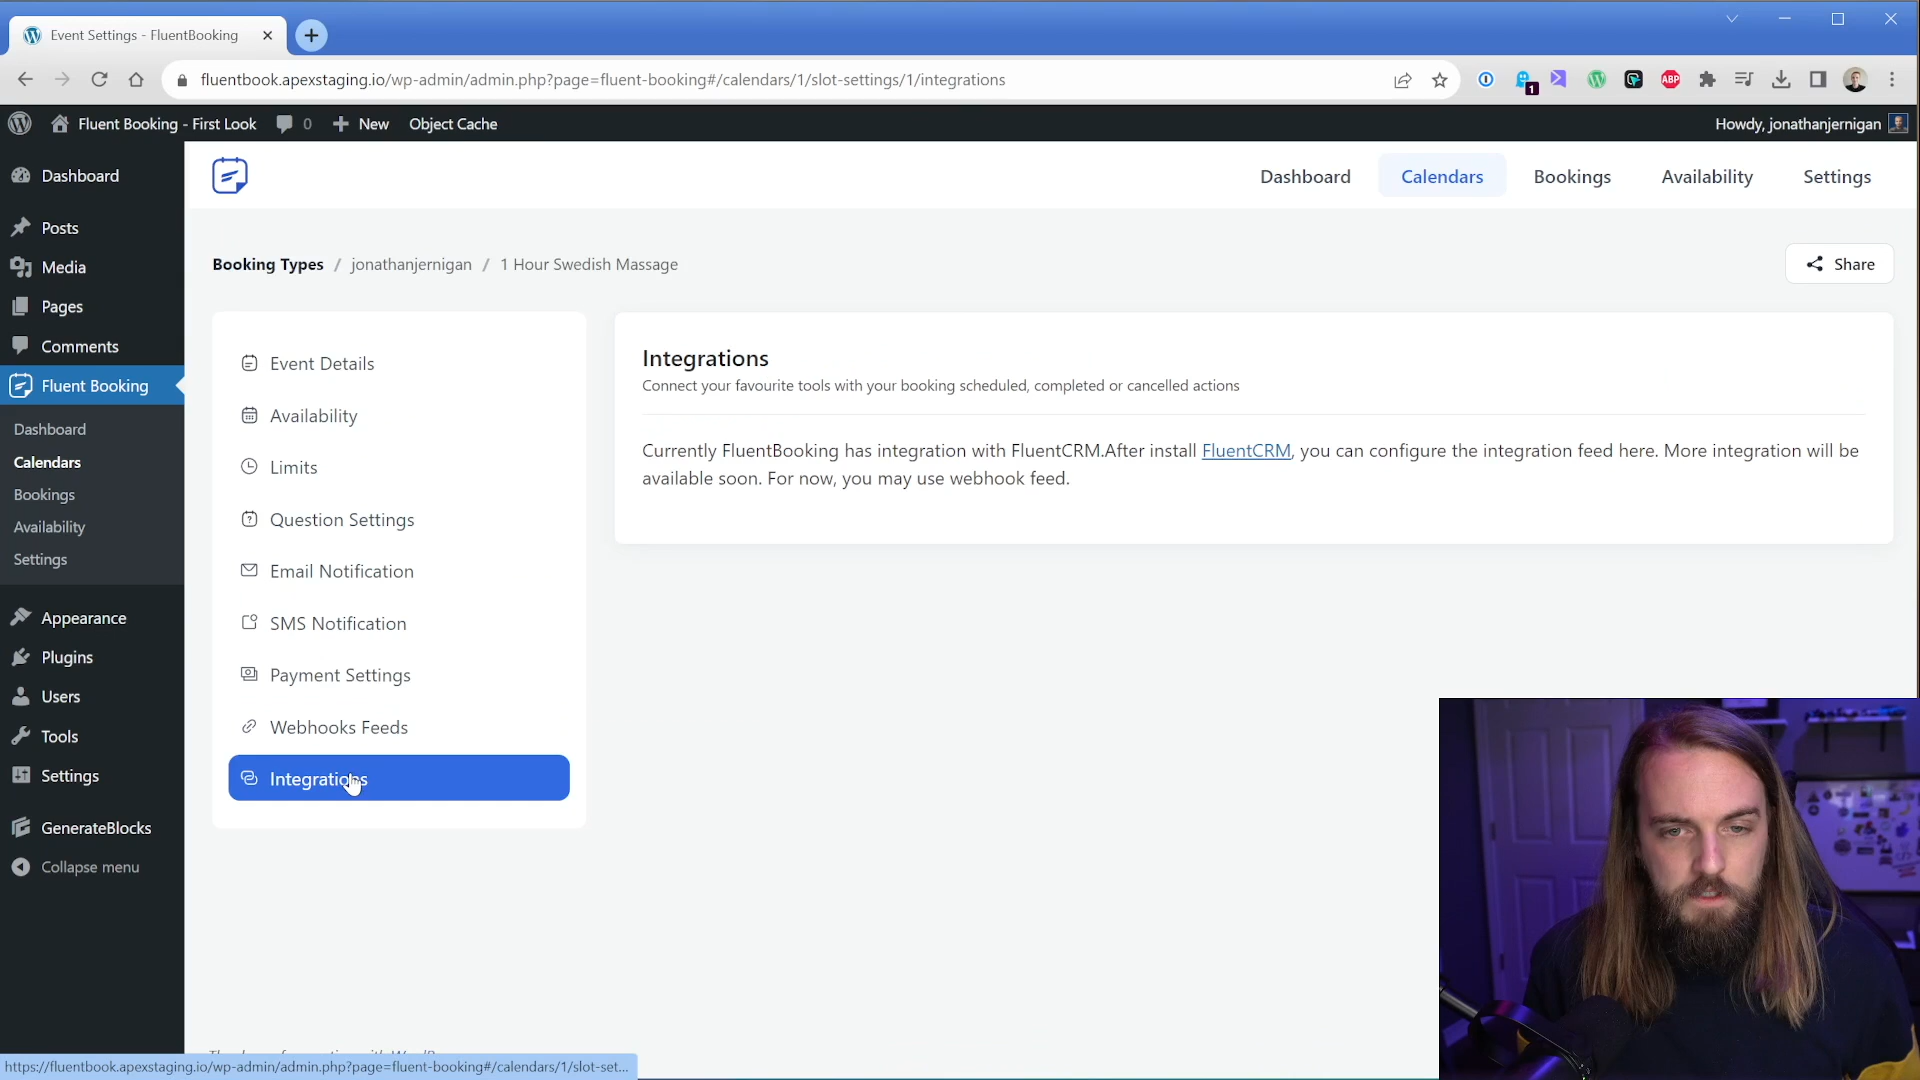 Event Settings - FluentBooking
fluentbook.apexstaging.io/wp-admin/admin.php?page=fluent-booking#/calendars/1/slot-settings/1/integrations
1
ABP
Fluent Booking - First Look
0
New
Object Cache
Howdy, jonathanjernigan
Dashboard
Posts
Media
Pages
Comments
Fluent Booking
Dashboard
Calendars
Bookings
Availability
Settings
Appearance
Plugins
Users
Tools
Settings
GenerateBlocks
Collapse menu
Dashboard
Calendars
Bookings
Availability
Settings
Booking Types / jonathanjernigan / 1 Hour Swedish Massage
Share
Event Details
Availability
Limits
Question Settings
Email Notification
SMS Notification
Payment Settings
Webhooks Feeds
Integrations
Integrations
Connect your favourite tools with your booking scheduled, completed or cancelled actions
Currently FluentBooking has integration with FluentCRM.After install FluentCRM, you can configure the integration feed here. More integration will be
available soon. For now, you may use webhook feed.
https://fluentbook.apexstaging.io/wp-admin/admin.php?page=fluent-booking#/calendars/1/slot-set...